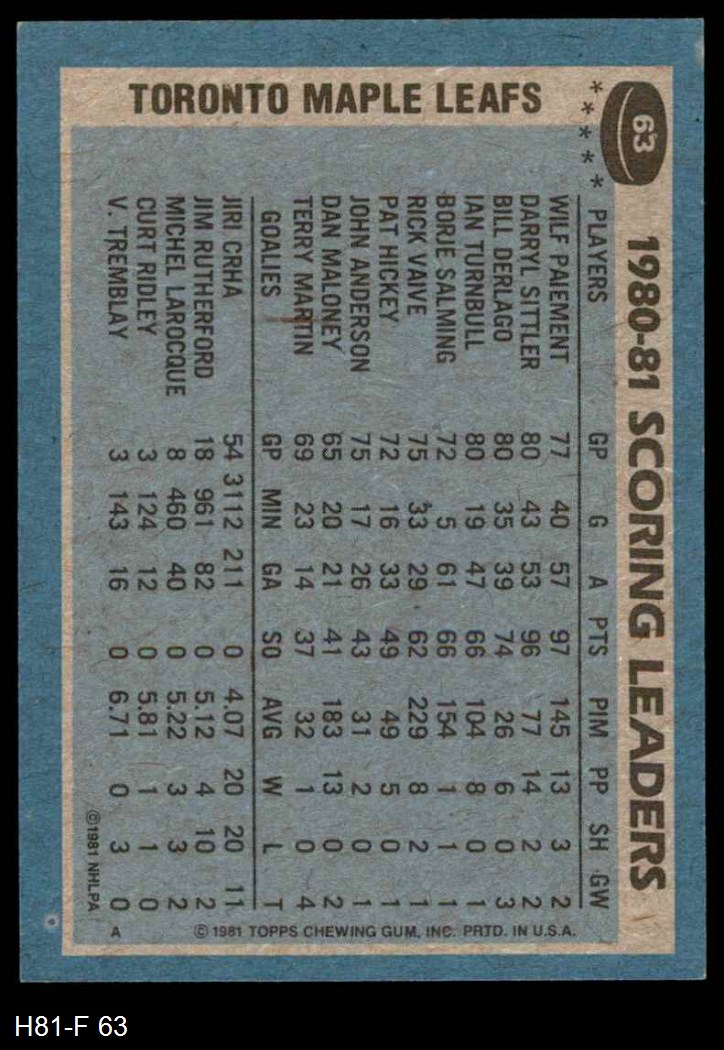 63
* * * * *
1980-81 SCORING LEADERS
TORONTO MAPLE LEAFS
PLAYERS GP G A PTS PIM PP SH GW
WILF PAIEMENT 77 40 57 97 145 13 3 2
DARRYL SITTLER 80 43 53 96 77 14 2 2
BILL DERLAGO 80 35 39 74 26 6 0 3
IAN TURNBULL 80 19 47 66 104 8 0 1
BORJE SALMING 72 5 61 66 154 1 1 1
RICK VAIVE 75 33 29 62 229 8 2 1
PAT HICKEY 72 16 33 49 49 5 0 1
JOHN ANDERSON 75 17 26 43 31 2 0 1
DAN MALONEY 65 20 21 41 183 13 0 2
TERRY MARTIN 69 23 14 37 32 1 0 4
GOALIES GP MIN GA SO AVG W L T
JIRI CRHA 54 3112 211 0 4.07 20 20 11
JIM RUTHERFORD 18 961 82 0 5.12 4 10 2
MICHEL LAROCQUE 8 460 40 0 5.22 3 3 2
CURT RIDLEY 3 124 12 0 5.81 1 1 0
V. TREMBLAY 3 143 16 0 6.71 0 3 0
©1981 NHLPA
A
© 1981 TOPPS CHEWING GUM, INC. PRTD. IN U.S.A.
H81-F 63